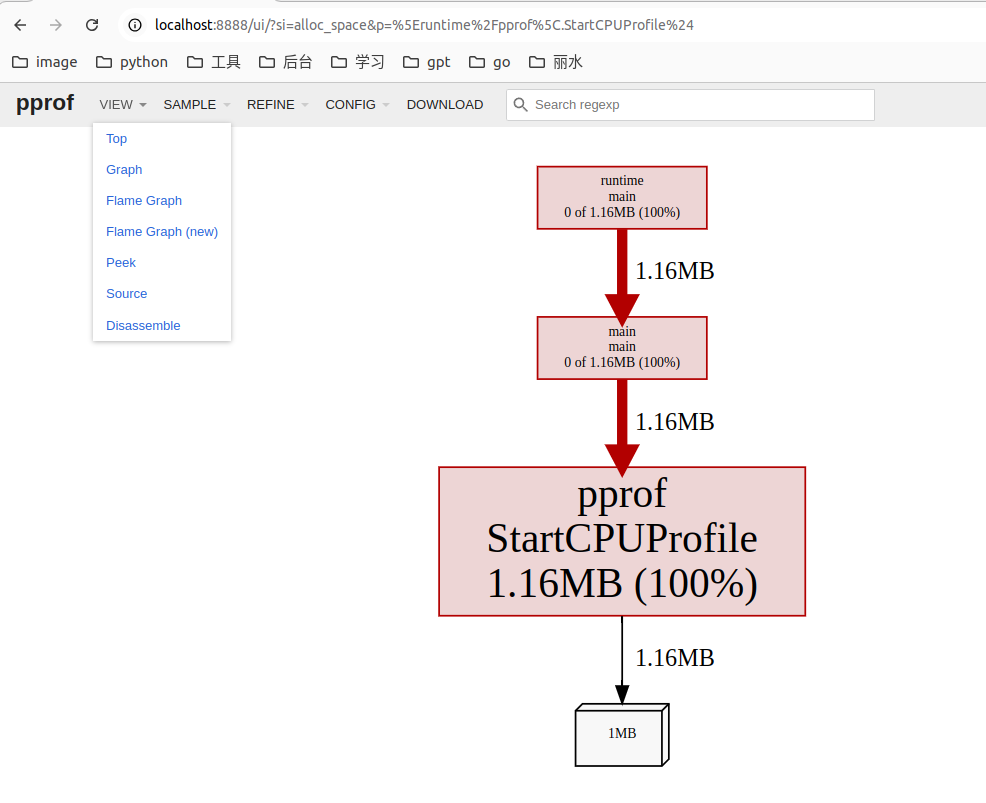 localhost:8888/ui/?si=alloc_space&p=%5Eruntime%2Fpprof%5C.StartCPUProfile%24
image python 工具 后台 学习 gpt go 丽水
pprof VIEW SAMPLE REFINE CONFIG DOWNLOAD Search regexp
Top
Graph
Flame Graph
Flame Graph (new)
Peek
Source
Disassemble
runtime
main
0 of 1.16MB (100%)
1.16MB
main
main
0 of 1.16MB (100%)
1.16MB
pprof
StartCPUProfile
1.16MB (100%)
1.16MB
1MB